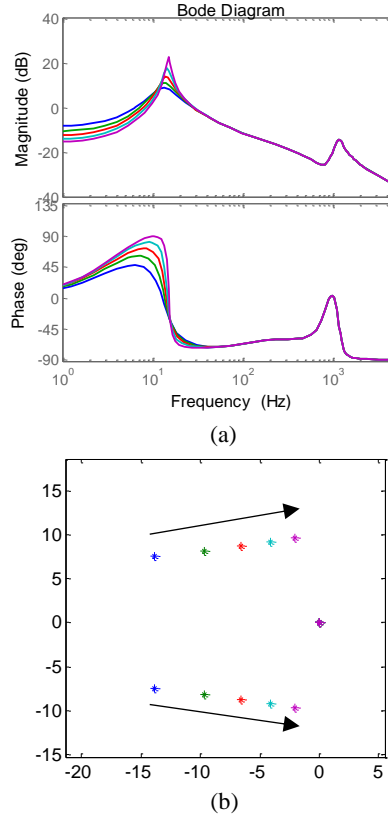 Bode Diagram
Magnitude (dB)
40
20
0
-20
-40
Phase (deg)
135
90
45
0
-45
-90
10^0 10^1 10^2 10^3
Frequency (Hz)
(a)
15
10
5
0
-5
-10
-15
-20 -15 -10 -5 0 5
(b)